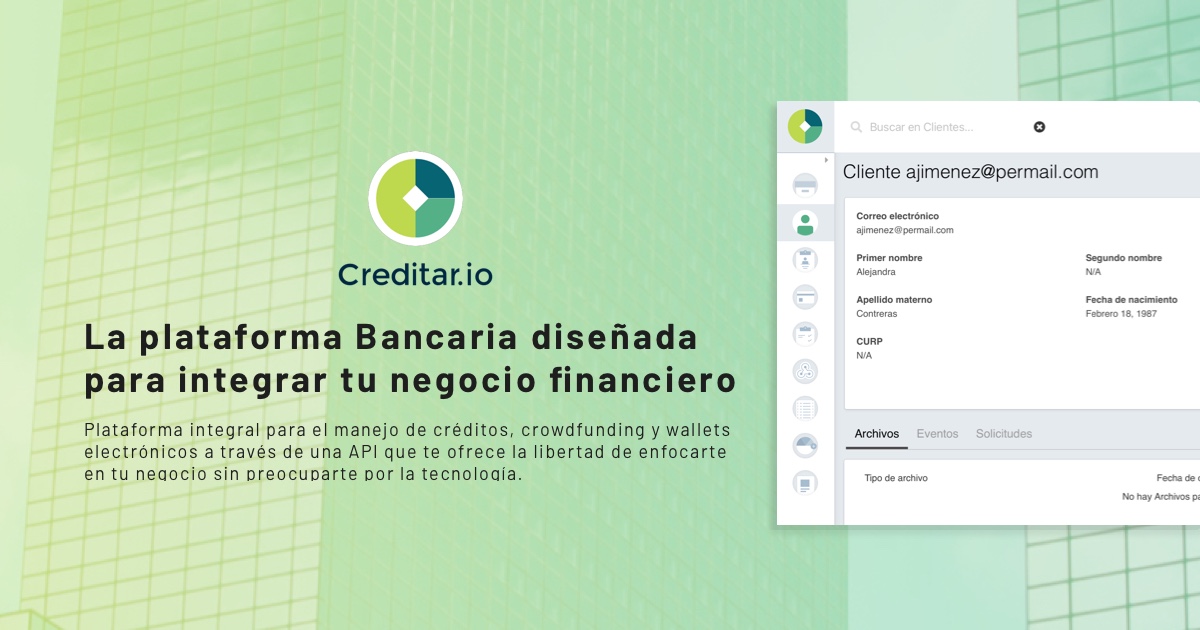 Creditar.io
La plataforma Bancaria diseñada
para integrar tu negocio financiero
Plataforma integral para el manejo de créditos, crowdfunding y wallets
electrónicos a través de una API que te ofrece la libertad de enfocarte
en tu negocio sin preocuparte por la tecnología.
Buscar en Clientes...
Cliente ajimenez@permail.com
Correo electrónico
ajimenez@permail.com
Primer nombre Segundo nombre
Alejandra N/A
Apellido materno Fecha de nacimiento
Contreras Febrero 18, 1987
CURP
N/A
Archivos Eventos Solicitudes
Tipo de archivo Fecha de
No hay Archivos